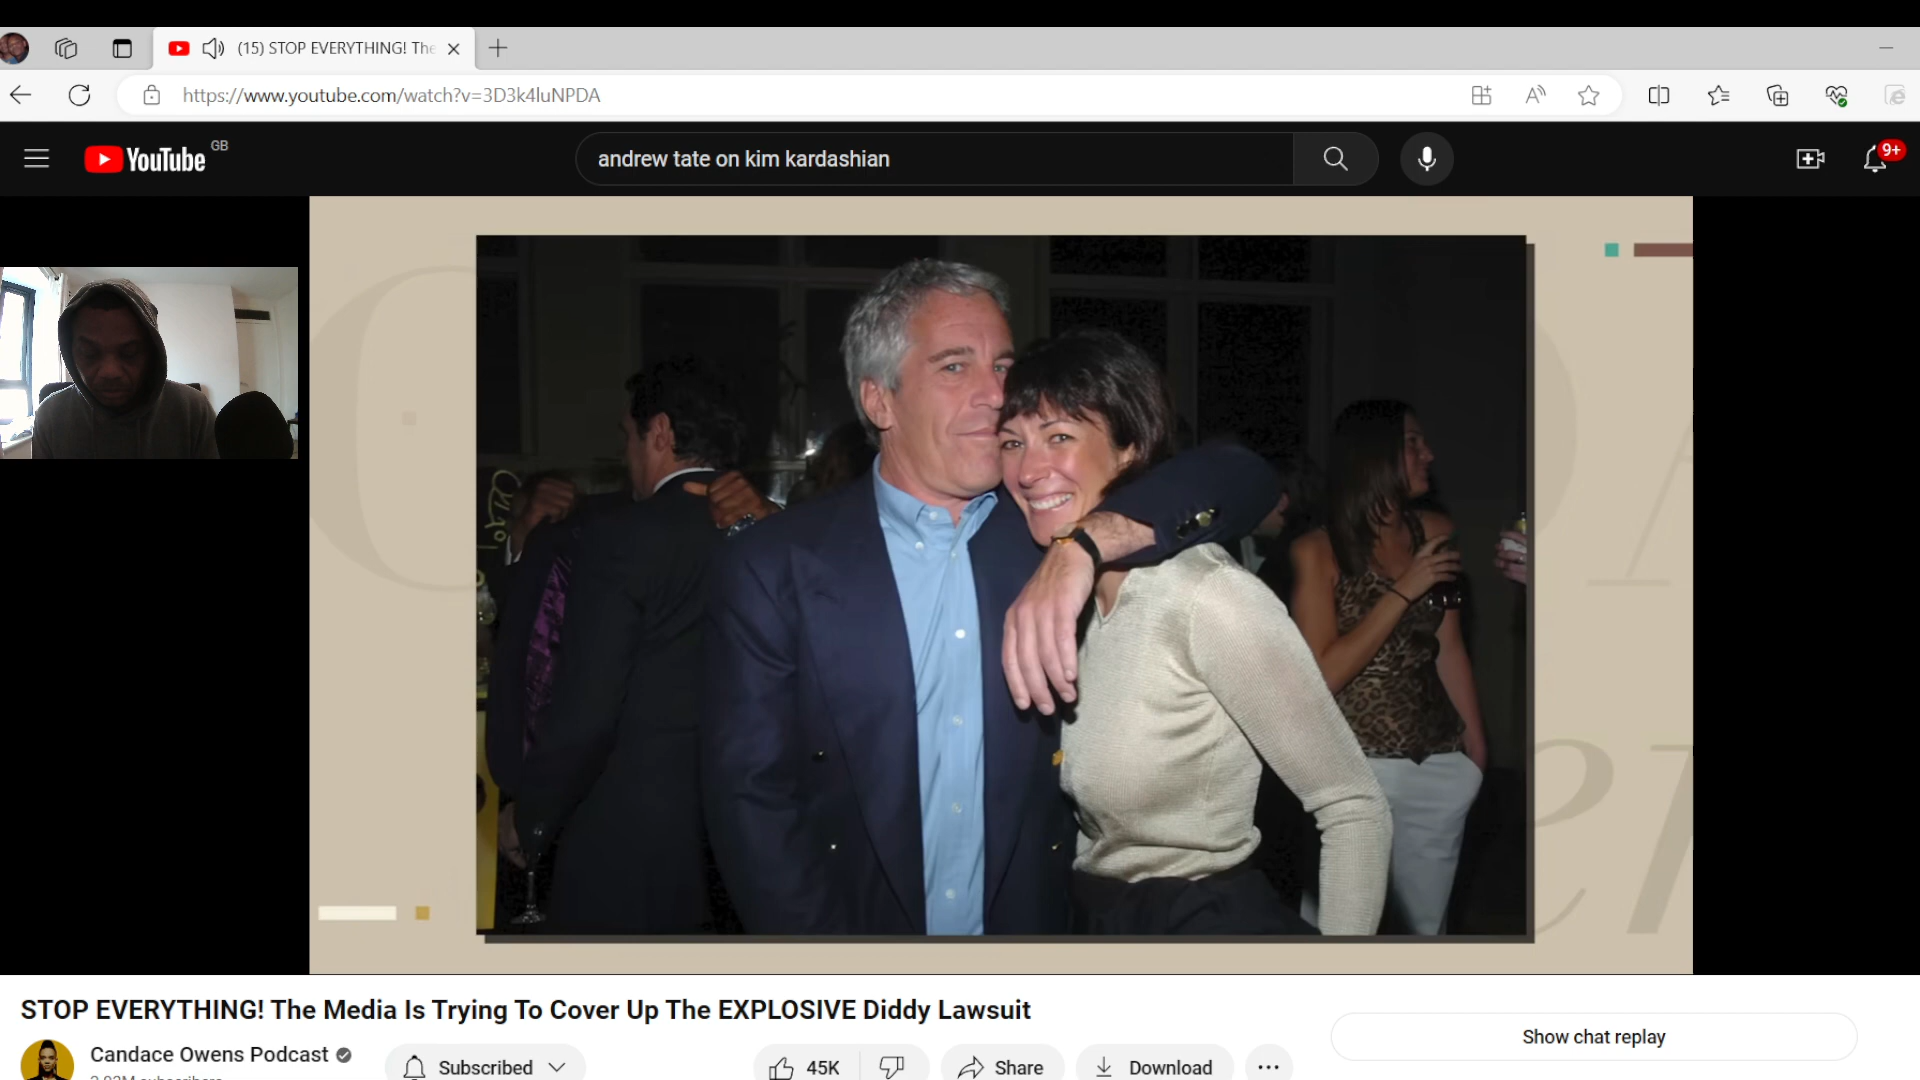 (15) STOP EVERYTHING! The
https://www.youtube.com/watch?v=3D3k4luNPDA
YouTube GB
andrew tate on kim kardashian
9+
STOP EVERYTHING! The Media Is Trying To Cover Up The EXPLOSIVE Diddy Lawsuit
Show chat replay
Candace Owens Podcast
Subscribed
45K
Share
Download